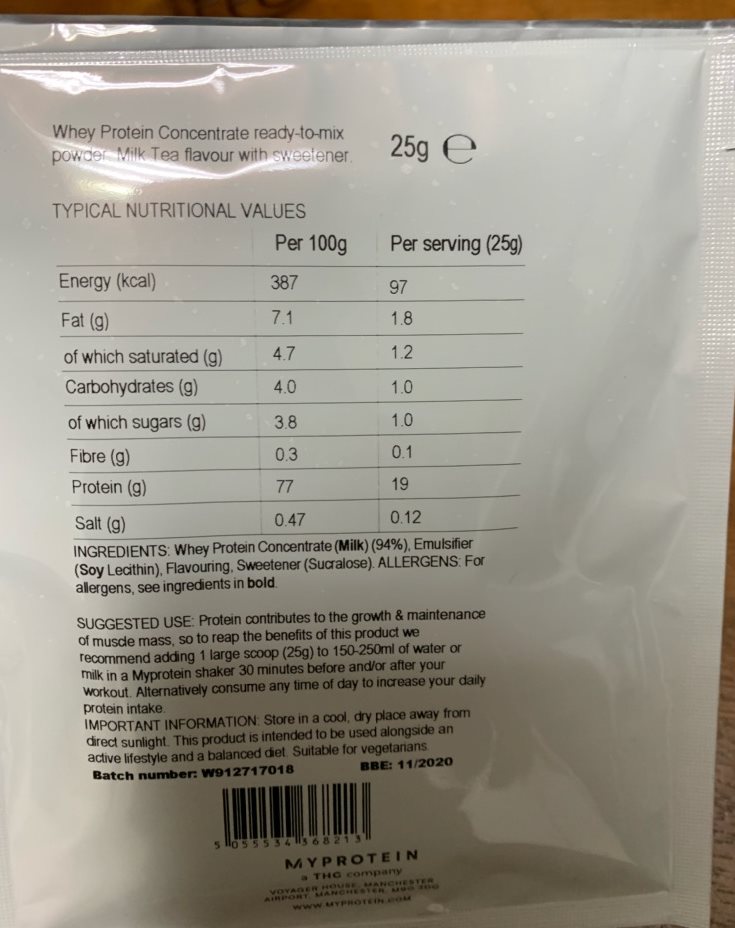 Whey Protein Concentrate ready-to-mix
powder. Milk Tea flavour with sweetener.
25g ℮
TYPICAL NUTRITIONAL VALUES
Per 100g Per serving (25g)
Energy (kcal) 387 97
Fat (g) 7.1 1.8
of which saturated (g) 4.7 1.2
Carbohydrates (g) 4.0 1.0
of which sugars (g) 3.8 1.0
Fibre (g) 0.3 0.1
Protein (g) 77 19
Salt (g) 0.47 0.12
INGREDIENTS: Whey Protein Concentrate (Milk) (94%), Emulsifier
(Soy Lecithin), Flavouring, Sweetener (Sucralose). ALLERGENS: For
allergens, see ingredients in bold.
SUGGESTED USE: Protein contributes to the growth & maintenance
of muscle mass, so to reap the benefits of this product we
recommend adding 1 large scoop (25g) to 150-250ml of water or
milk in a Myprotein shaker 30 minutes before and/or after your
workout. Alternatively consume any time of day to increase your daily
protein intake.
IMPORTANT INFORMATION: Store in a cool, dry place away from
direct sunlight. This product is intended to be used alongside an
active lifestyle and a balanced diet. Suitable for vegetarians.
Batch number: W912717018 BBE: 11/2020
5 055534 368213
MYPROTEIN
a THG company
VOYAGER HOUSE, MANCHESTER
AIRPORT, MANCHESTER,
WWW.MYPROTEIN.COM